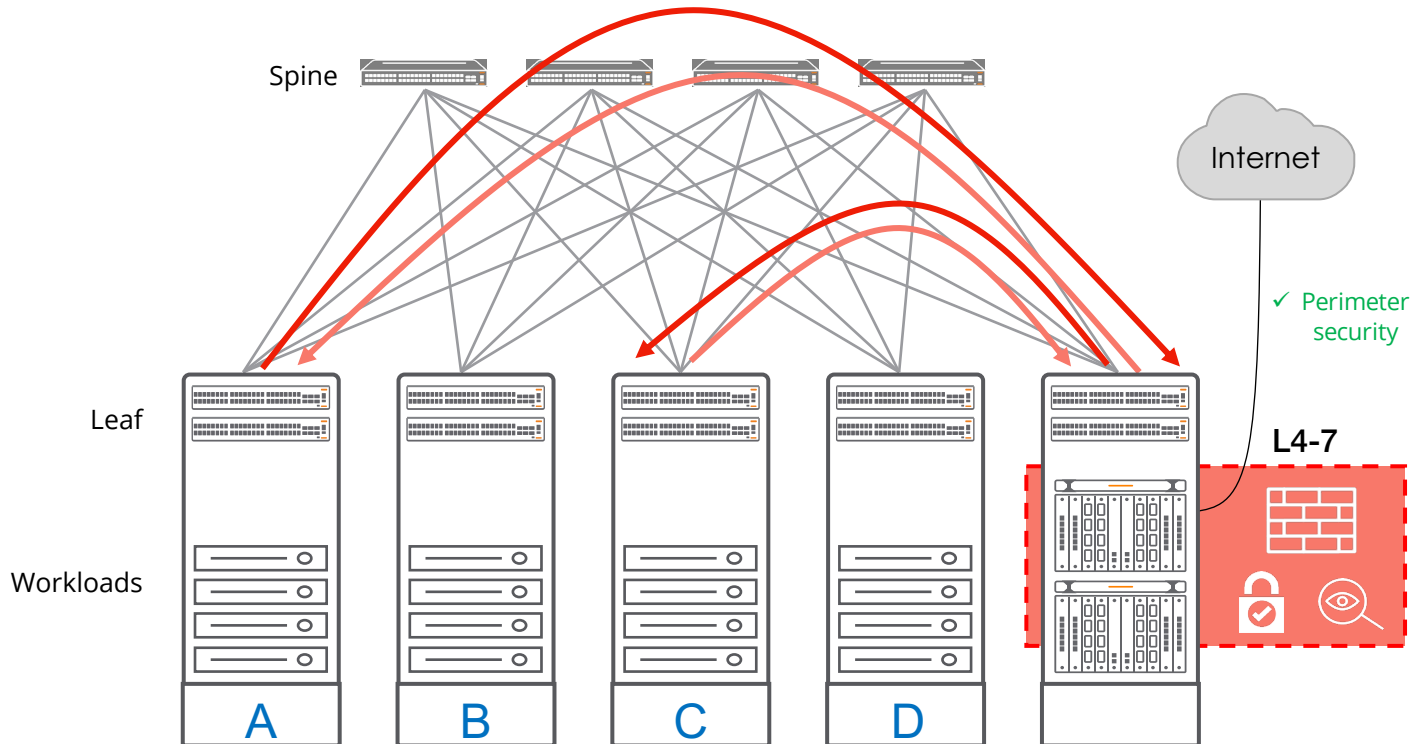 Spine
Internet
✓ Perimeter
security
Leaf
L4-7
Workloads
A
B
C
D